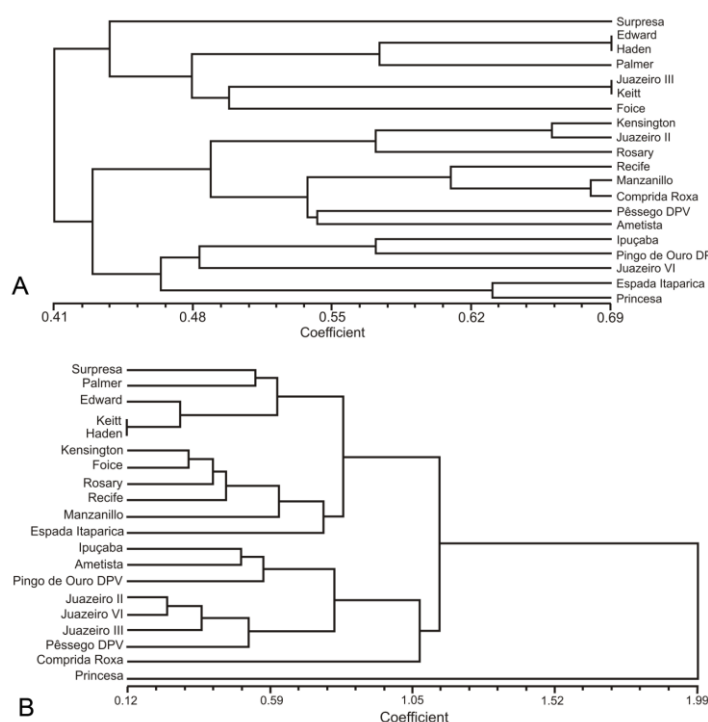 Surpresa
Edward
Haden
Palmer
Juazeiro III
Keitt
Foice
Kensington
Juazeiro II
Rosary
Recife
Manzanillo
Comprida Roxa
Pêssego DPV
Ametista
Ipuçaba
Pingo de Ouro DP
Juazeiro VI
Espada Itaparica
Princesa
A
0.41 0.48 0.55 0.62 0.69
Coefficient
Surpresa
Palmer
Edward
Keitt
Haden
Kensington
Foice
Rosary
Recife
Manzanillo
Espada Itaparica
Ipuçaba
Ametista
Pingo de Ouro DPV
Juazeiro II
Juazeiro VI
Juazeiro III
Pêssego DPV
Comprida Roxa
Princesa
B
0.12 0.59 1.05 1.52 1.99
Coefficient